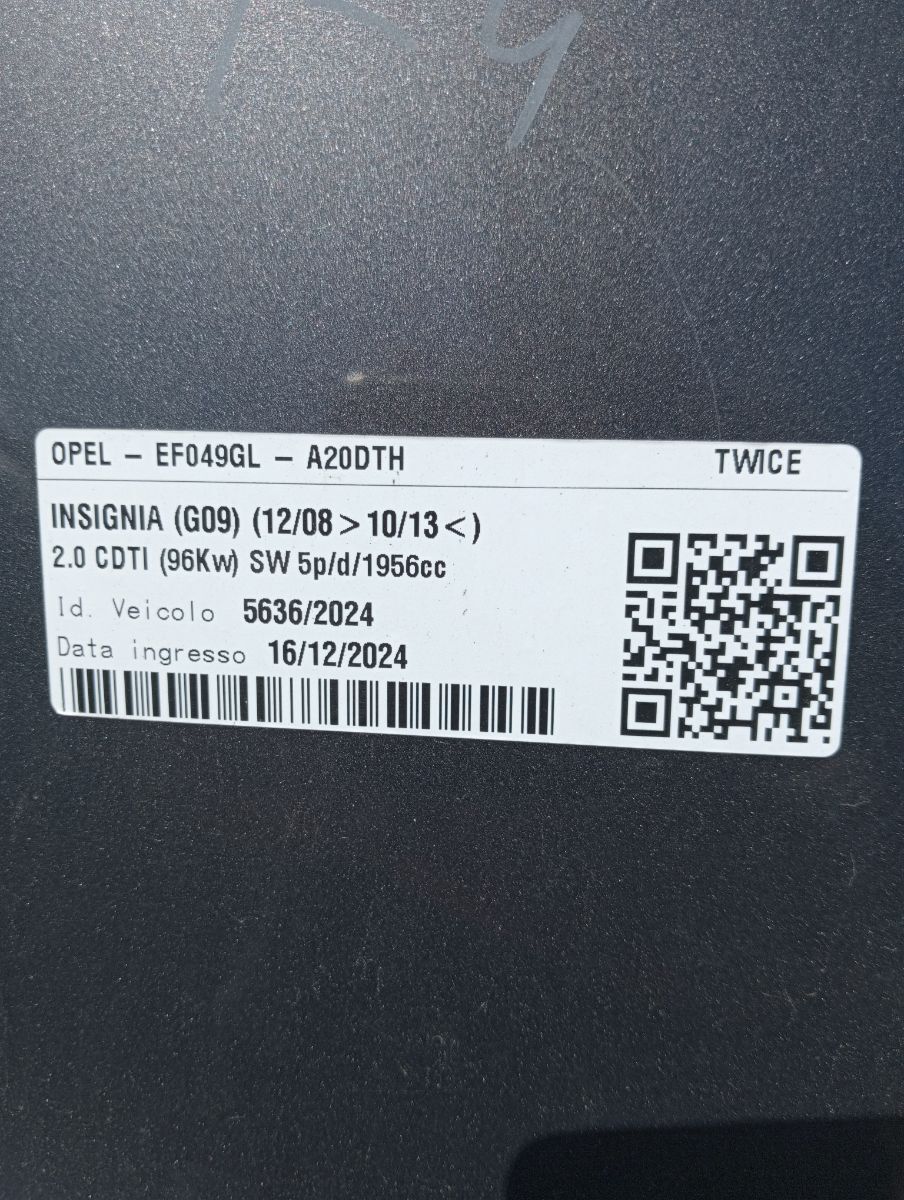 OPEL – EF049GL – A20DTH TWICE
INSIGNIA (G09) (12/08 > 10/13 < )
2.0 CDTI (96Kw) SW 5p/d/1956cc
Id. Veicolo 5636/2024
Data ingresso 16/12/2024